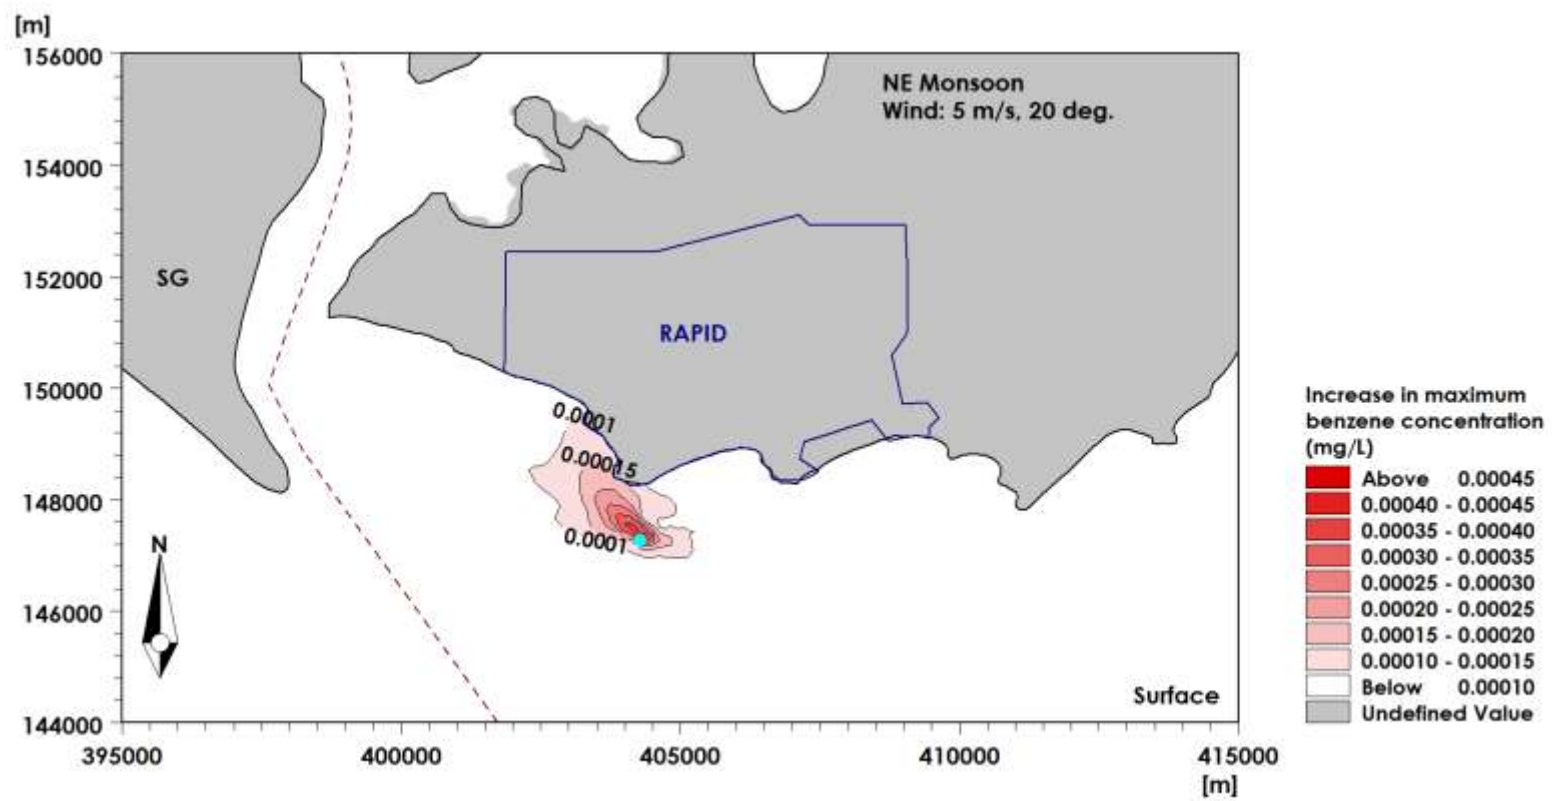 [m]
156000
154000
152000
150000
148000
146000
144000
395000
400000
405000
410000
415000
[m]
NE Monsoon
Wind: 5 m/s, 20 deg.
SG
RAPID
0.0001
0.00015
0.0001
N
Surface
Increase in maximum
benzene concentration
(mg/L)
Above 0.00045
0.00040 - 0.00045
0.00035 - 0.00040
0.00030 - 0.00035
0.00025 - 0.00030
0.00020 - 0.00025
0.00015 - 0.00020
0.00010 - 0.00015
Below 0.00010
Undefined Value